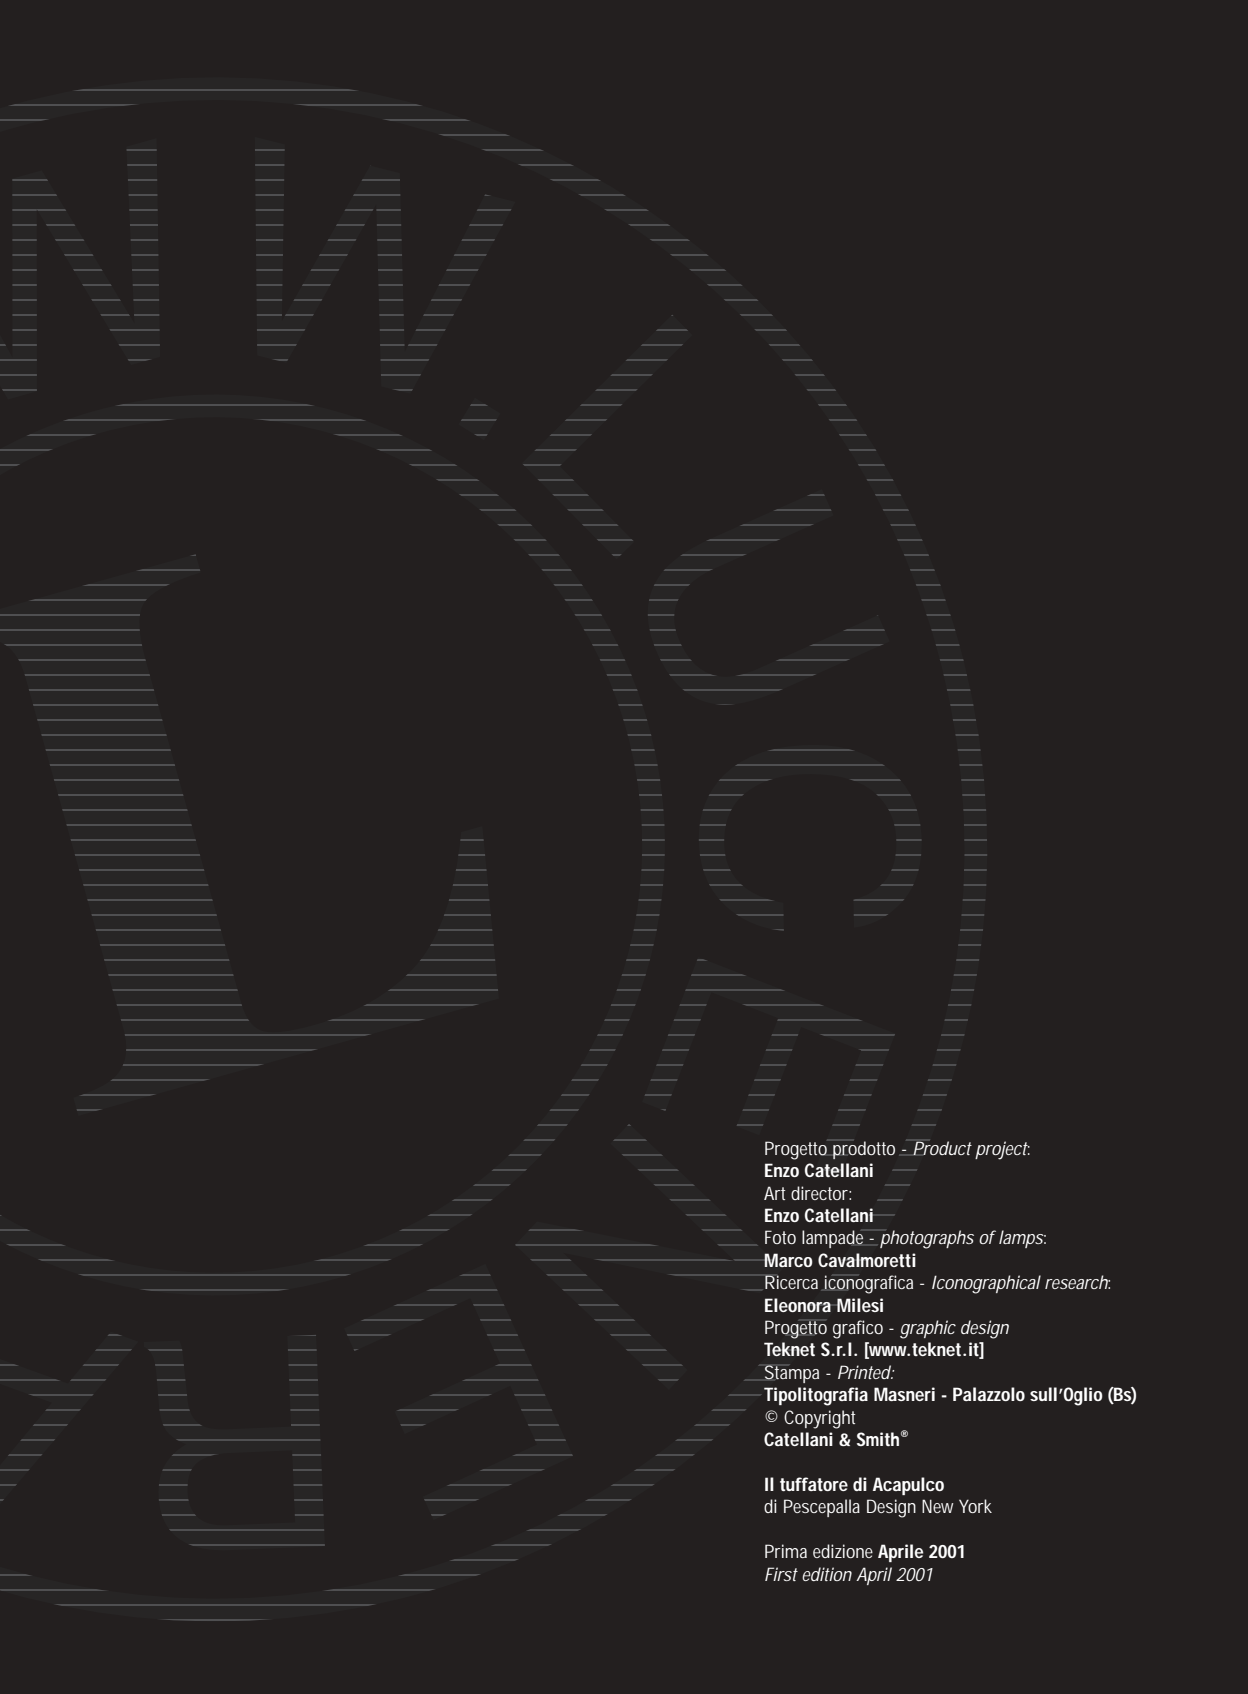 WW.LUCE
NERA
L
Progetto prodotto - Product project:
Enzo Catellani
Art director:
Enzo Catellani
Foto lampade - photographs of lamps:
Marco Cavalmoretti
Ricerca iconografica - Iconographical research:
Eleonora Milesi
Progetto grafico - graphic design
Teknet S.r.l. [www.teknet.it]
Stampa - Printed:
Tipolitografia Masneri - Palazzolo sull'Oglio (Bs)
© Copyright
Catellani & Smith®
Il tuffatore di Acapulco
di Pescepalla Design New York
Prima edizione Aprile 2001
First edition April 2001